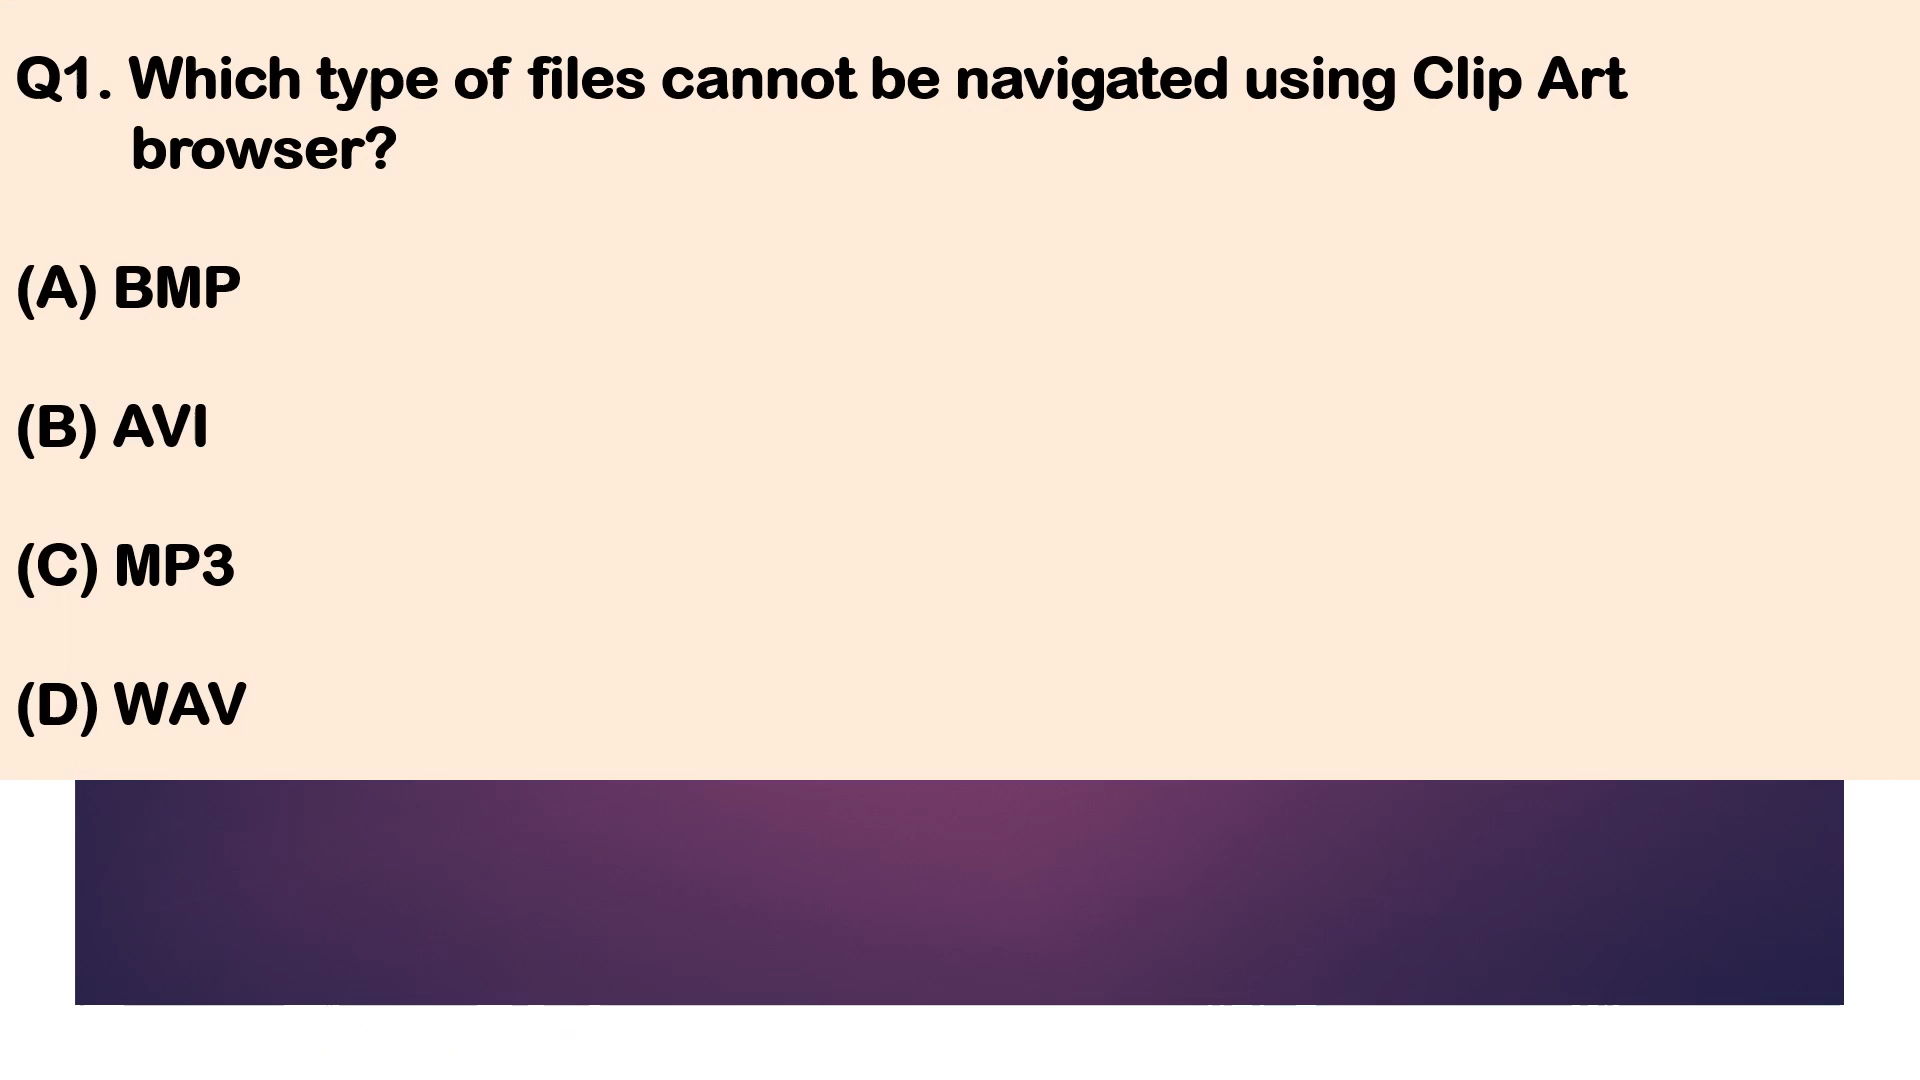 Q1. Which type of files cannot be navigated using Clip Art
browser?
(A) BMP
(B) AVI
(C) MP3
(D) WAV